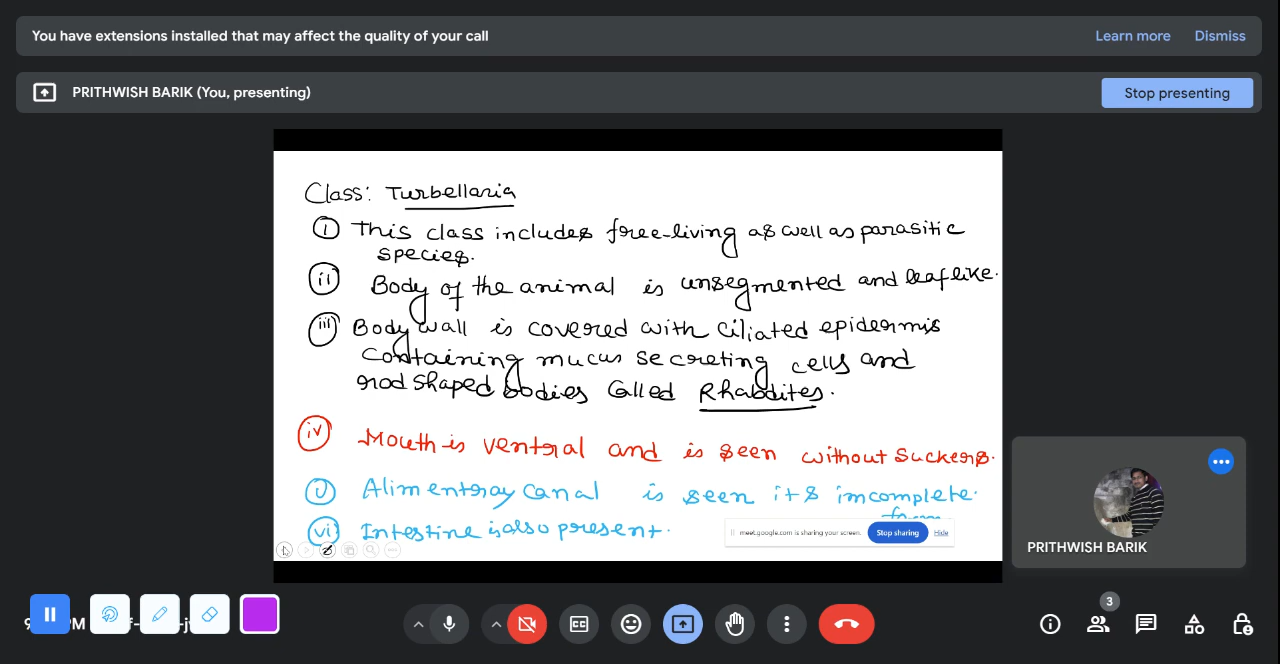 You have extensions installed that may affect the quality of your call
Learn more
Dismiss
PRITHWISH BARIK (You, presenting)
Stop presenting
Class: Turbellaria
(i) This class includes free-living as well as parasitic
species.
(ii) Body of the animal is unsegmented and leaf like.
(iii) Body wall is covered with ciliated epidermis
containing mucus secreting cells and
rod shaped bodies called Rhabdites.
(iv) Mouth is ventral and is seen without suckers.
(v) Alimentray canal is seen its incomplete
form
(vi) Intestine is also present.
meet.google.com is sharing your screen.
Stop sharing
Hide
PRITHWISH BARIK
3